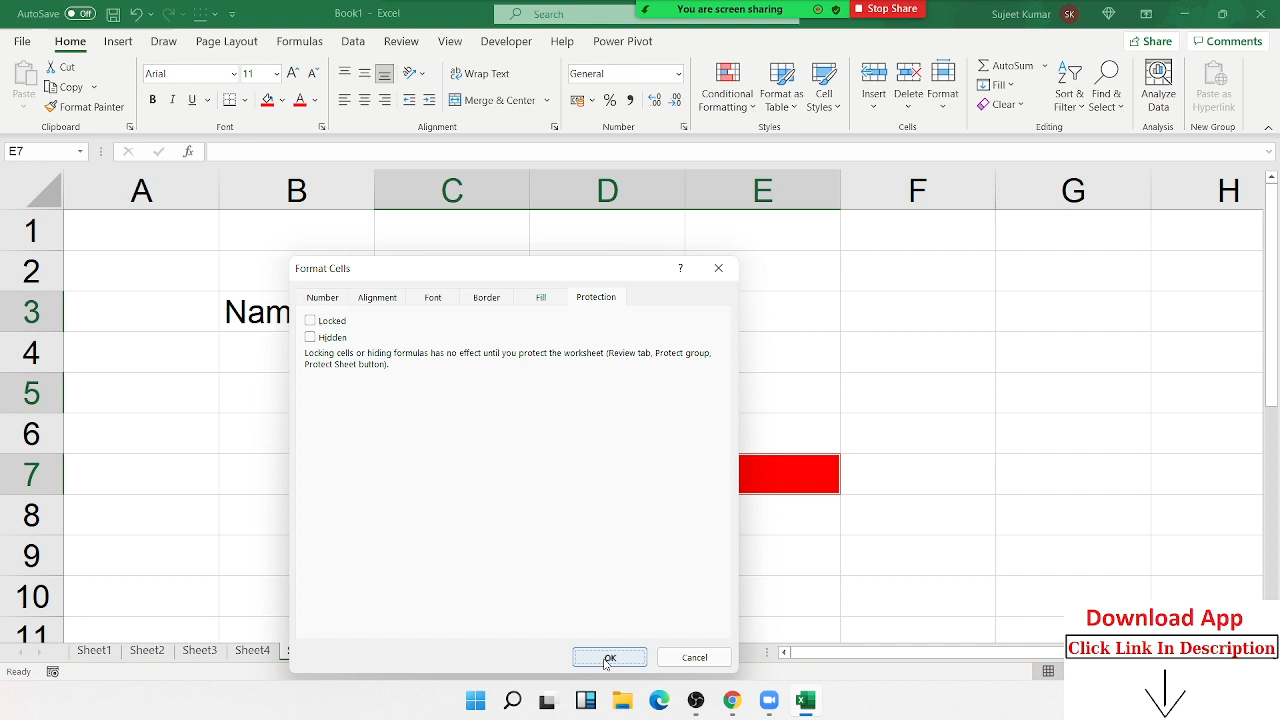 AutoSave Off Book1 - Excel Search You are screen sharing Stop Share Sujeet Kumar SK
File Home Insert Draw Page Layout Formulas Data Review View Developer Help Power Pivot Share Comments
Paste Cut Copy Format Painter
Clipboard
Arial 11
B I U
Font
Wrap Text
Merge & Center
Alignment
General
Number
Conditional Formatting Format as Table Cell Styles
Styles
Insert Delete Format
Cells
AutoSum
Fill
Clear
Sort & Filter Find & Select
Editing
Analyze Data
Analysis
Paste as Hyperlink
New Group
E7 fx
A B C D E F G H
1
2
3 Nam
4
5
6
7
8
9
10
11
Format Cells ?
Number Alignment Font Border Fill Protection
Locked
Hidden
Locking cells or hiding formulas has no effect until you protect the worksheet (Review tab, Protect group,
Protect Sheet button).
OK Cancel
Sheet1 Sheet2 Sheet3 Sheet4
Ready
Download App
Click Link In Description